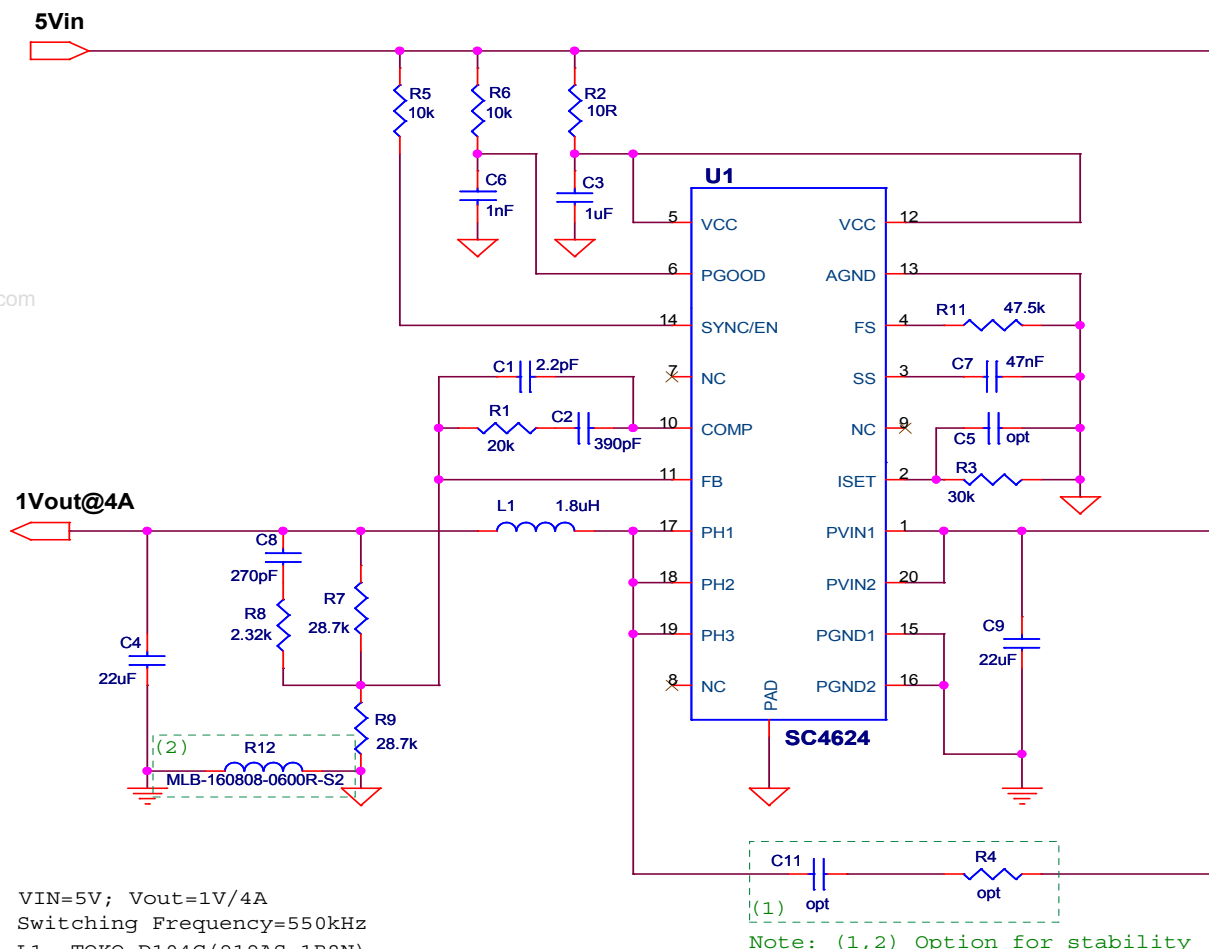 5Vin
R5
10k
R6
10k
R2
10R
C6
1nF
C3
1uF
U1
5
VCC
VCC
12
6
PGOOD
AGND
13
com
14
SYNC/EN
FS
4
R11
47.5k
C1
2.2pF
7
NC
SS
3
C7
47nF
R1
20k
C2
390pF
10
COMP
NC
9
C5
opt
11
FB
ISET
2
R3
30k
1Vout@4A
L1
1.8uH
17
PH1
PVIN1
1
C8
270pF
18
PH2
PVIN2
20
R8
2.32k
R7
28.7k
19
PH3
PGND1
15
C9
22uF
C4
22uF
8
NC
PGND2
16
PAD
R9
28.7k
SC4624
(2)
R12
MLB-160808-0600R-S2
C11
opt
R4
opt
(1)
VIN=5V; Vout=1V/4A
Switching Frequency=550kHz
Note: (1,2) Option for stability